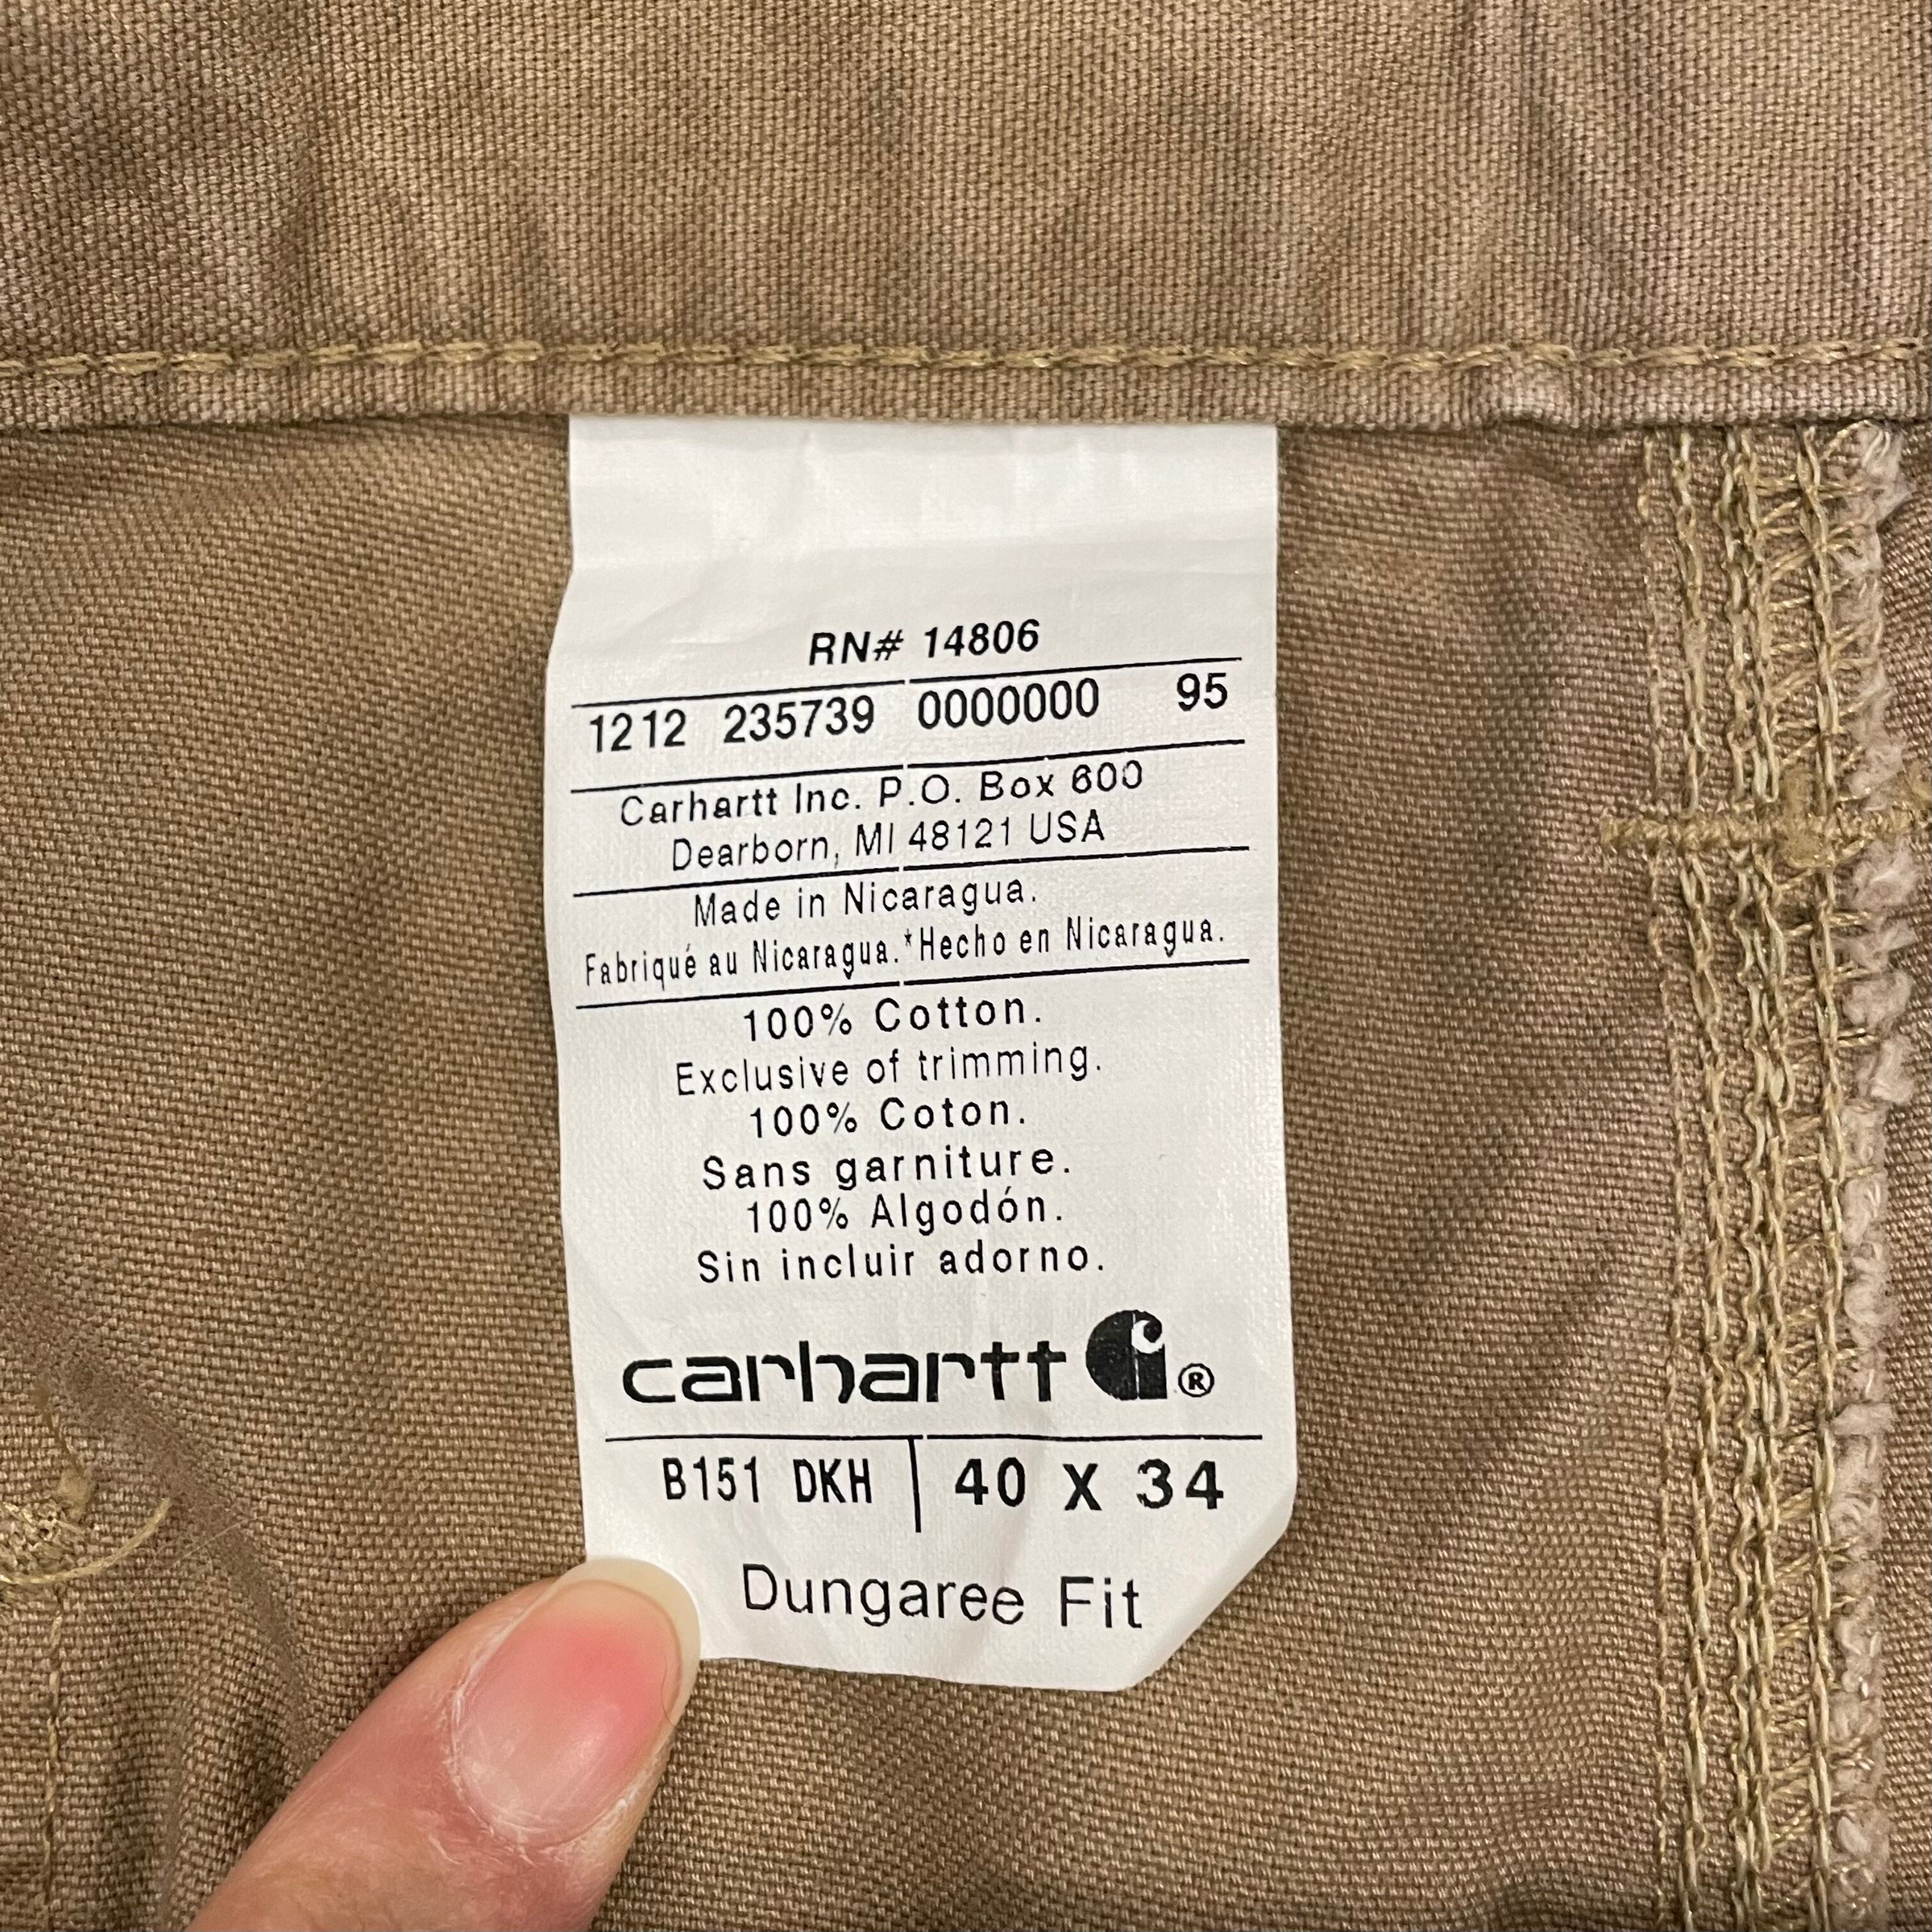 RN# 14806
1212 235739 0000000 95
Carhartt Inc. P.O. Box 600
Dearborn, MI 48121 USA
Made in Nicaragua.
Fabriqué au Nicaragua.*Hecho en Nicaragua.
100% Cotton.
Exclusive of trimming.
100% Coton.
Sans garniture.
100% Algodón.
Sin incluir adorno.
carhartt ®
B151 DKH | 40 X 34
Dungaree Fit